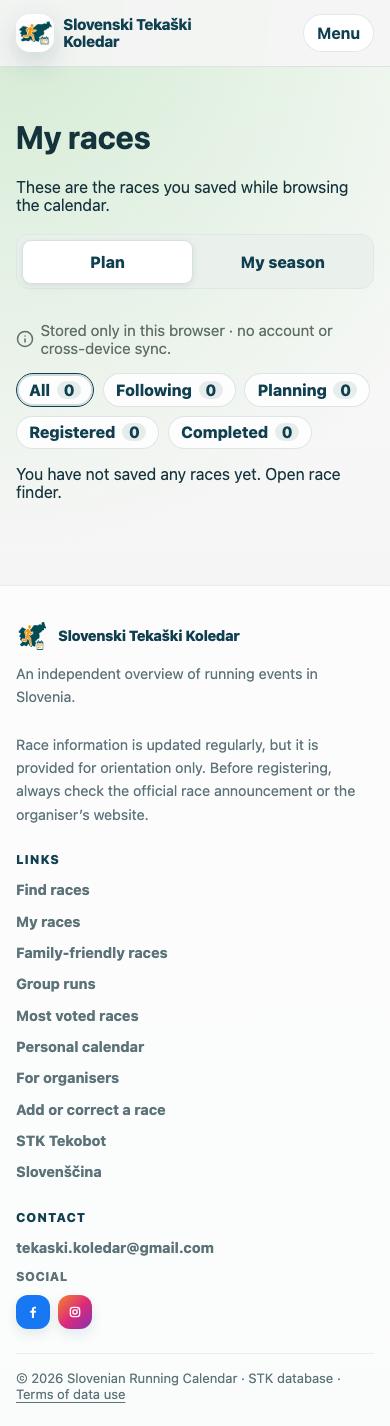 Slovenski Tekaški
Koledar
Menu
My races
These are the races you saved while browsing
the calendar.
Plan
My season
Stored only in this browser · no account or
cross-device sync.
All 0
Following 0
Planning 0
Registered 0
Completed 0
You have not saved any races yet. Open race
finder.
Slovenski Tekaški Koledar
An independent overview of running events in
Slovenia.
Race information is updated regularly, but it is
provided for orientation only. Before registering,
always check the official race announcement or the
organiser’s website.
LINKS
Find races
My races
Family-friendly races
Group runs
Most voted races
Personal calendar
For organisers
Add or correct a race
STK Tekobot
Slovenščina
CONTACT
tekaski.koledar@gmail.com
SOCIAL
© 2026 Slovenian Running Calendar · STK database ·
Terms of data use